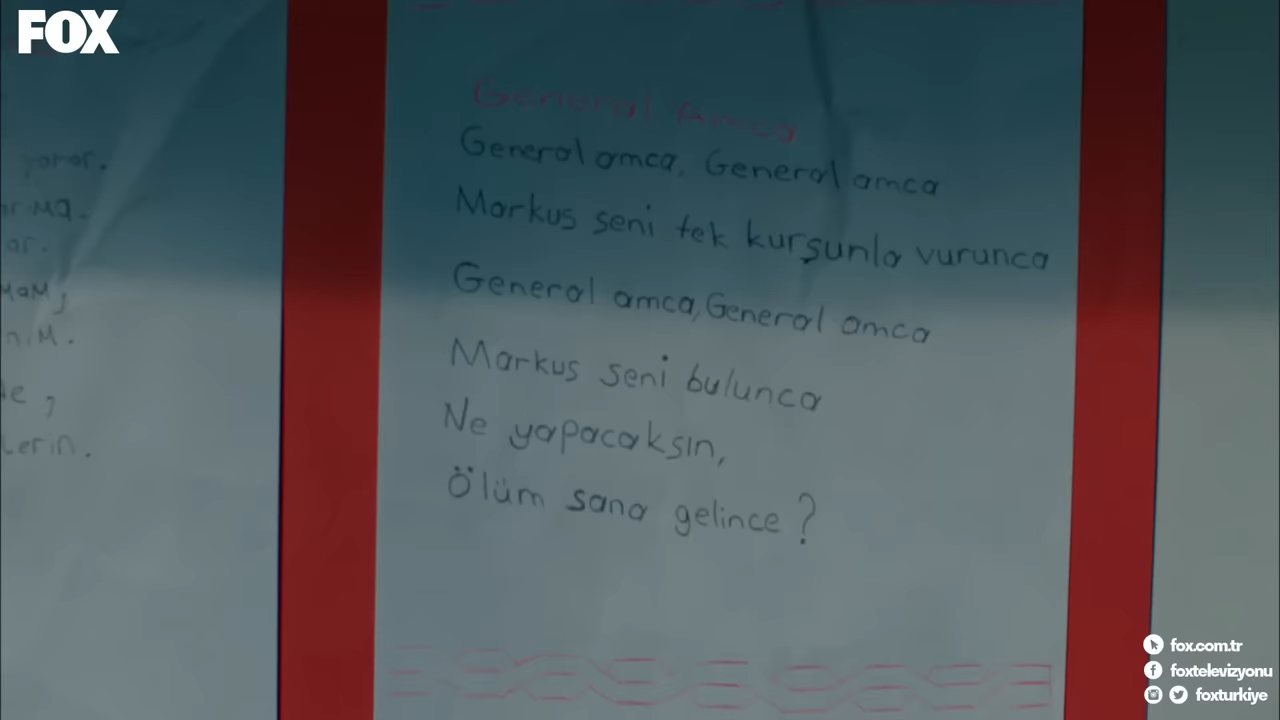 FOX
yorar.
General Amca
General amca, General amca
Markus seni tek kurşunla vurunca
General amca, General amca
Markus seni bulunca
Ne yapacaksın,
Ölüm sana gelince?
fox.com.tr
foxtelevizyonu
foxturkiye